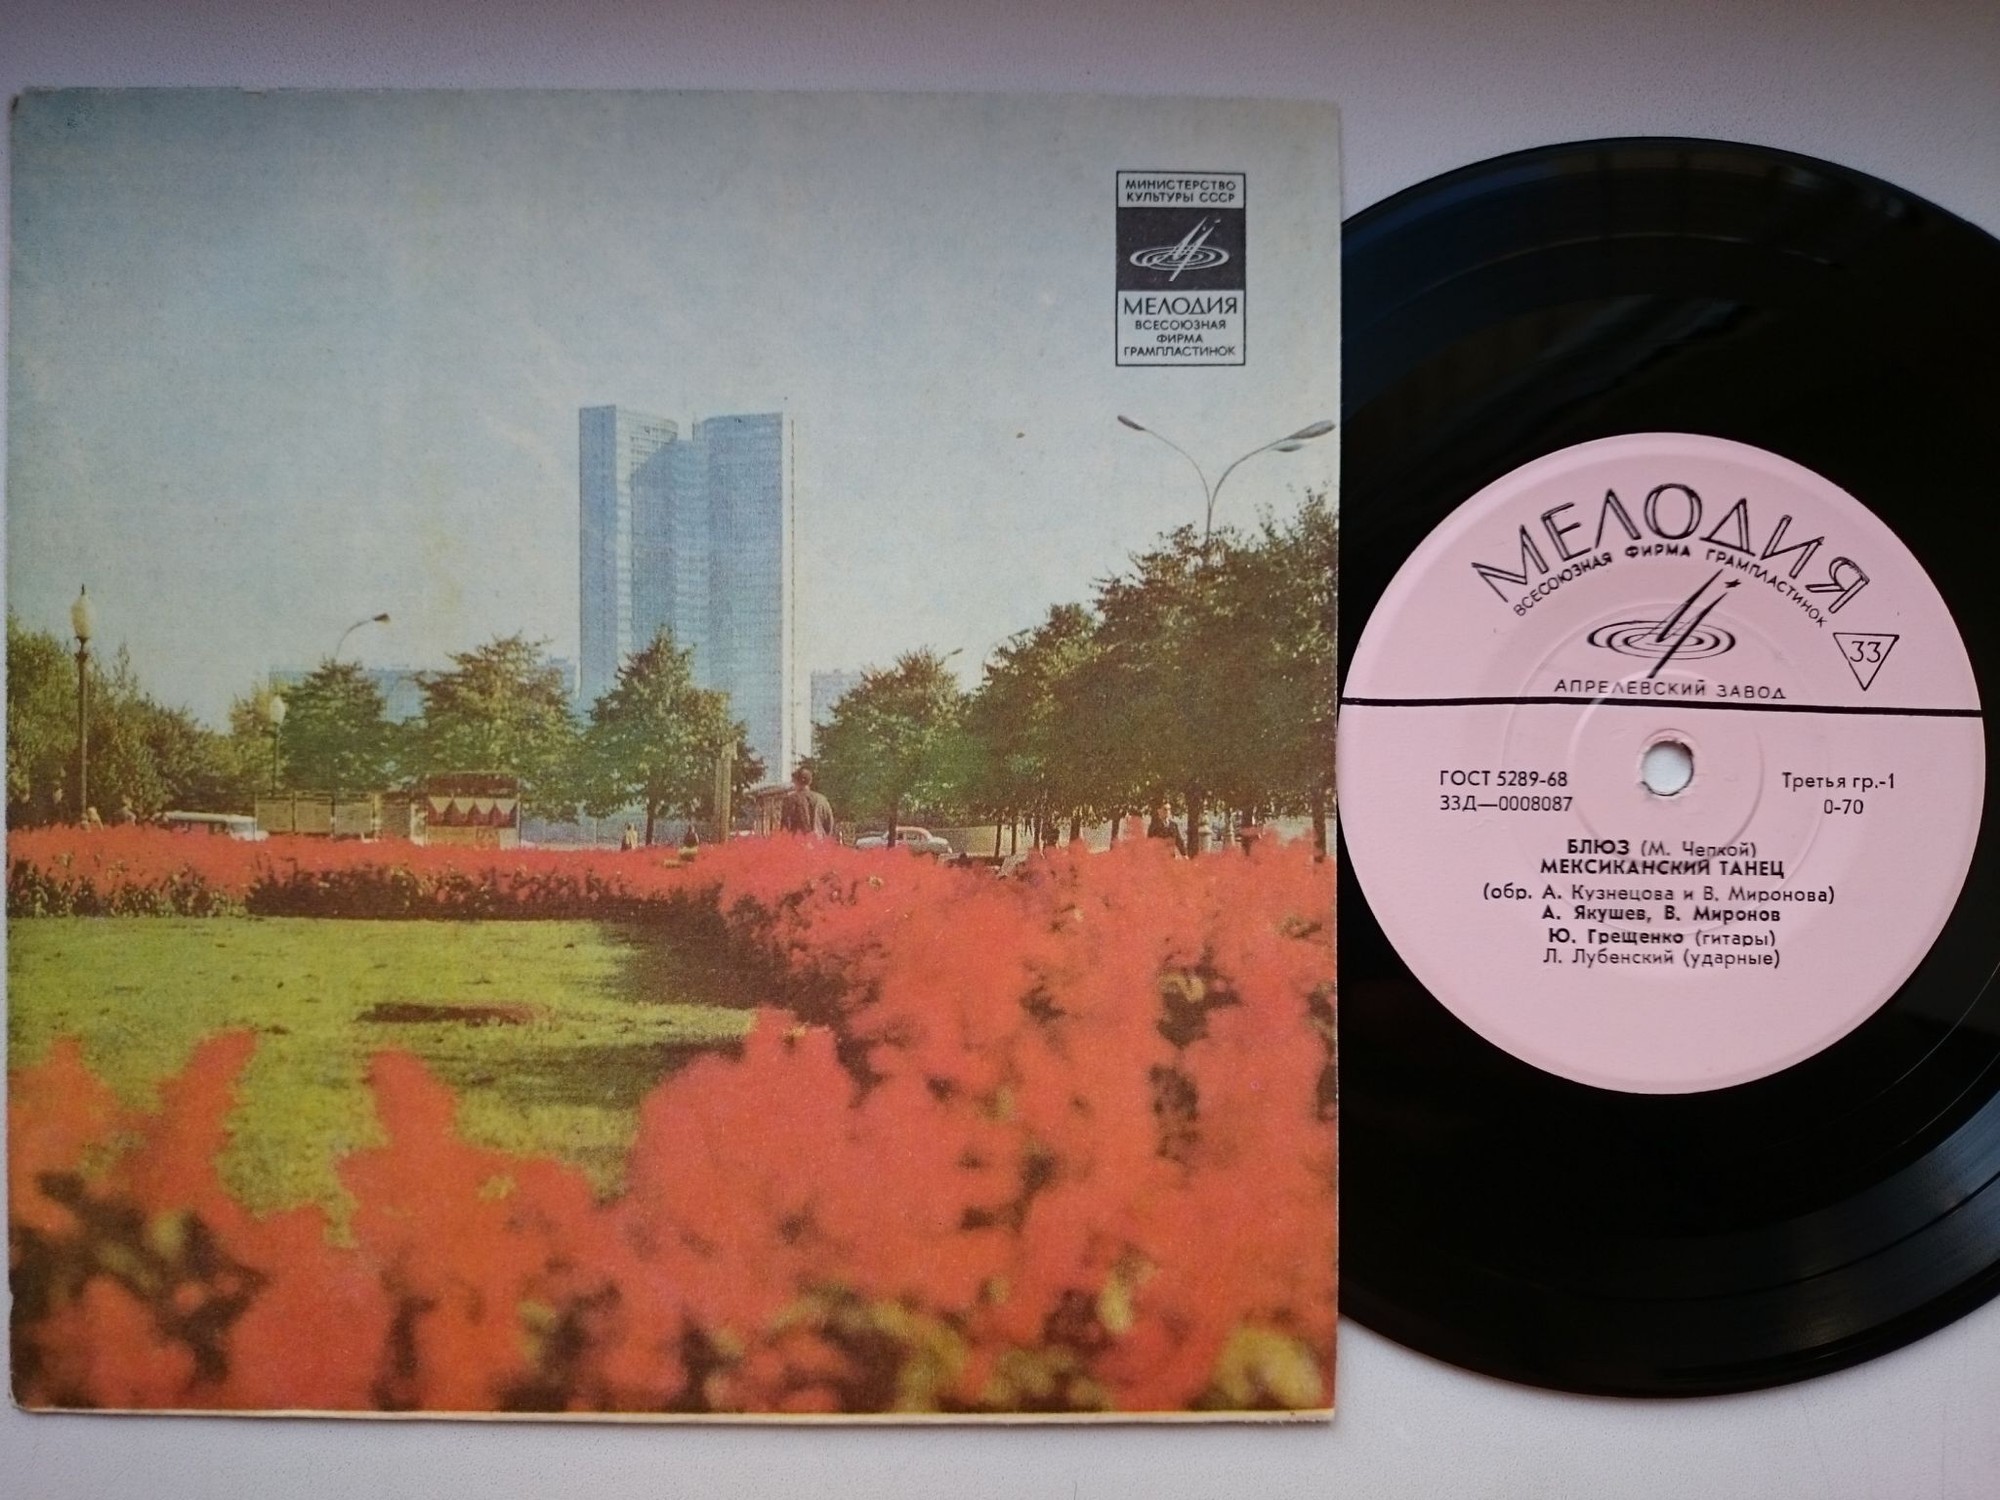 МИНИСТЕРСТВО
КУЛЬТУРЫ СССР
МЕЛОДИЯ
ВСЕСОЮЗНАЯ
ФИРМА
ГРАМПЛАСТИНОК
МЕЛОДИЯ
ВСЕСОЮЗНАЯ ФИРМА ГРАМПЛАСТИНОК
33
АПРЕЛЕВСКИЙ ЗАВОД
ГОСТ 5289-68
Третья гр.-1
33Д—0008087
0-70
БЛЮЗ (М. Чепкой)
МЕКСИКАНСКИЙ ТАНЕЦ
(обр. А. Кузнецова и В. Миронова)
А. Якушев, В. Миронов
Ю. Грещенко (гитары)
Л. Лубенский (ударные)